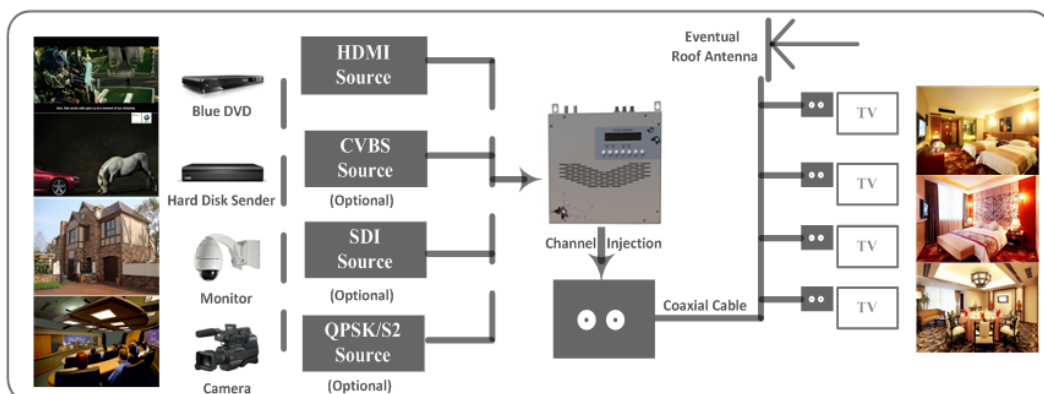 HDMI
Source
Blue DVD
CVBS
Source
(Optional)
Hard Disk Sender
SDI
Source
(Optional)
Monitor
QPSK/S2
Source
(Optional)
Camera
Channel Injection
Coaxial Cable
Eventual
Roof Antenna
TV
TV
TV
TV